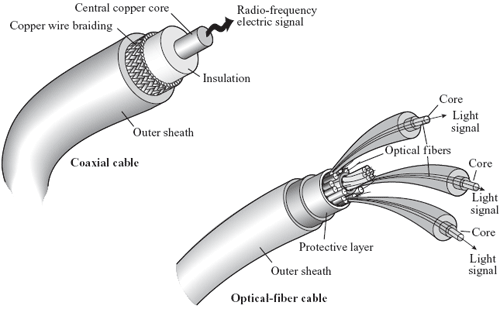 Central copper core
Radio-frequency
electric signal
Copper wire braiding
Insulation
Outer sheath
Coaxial cable
Core
Light
signal
Optical fibers
Core
Light
signal
Core
Light
signal
Protective layer
Outer sheath
Optical-fiber cable